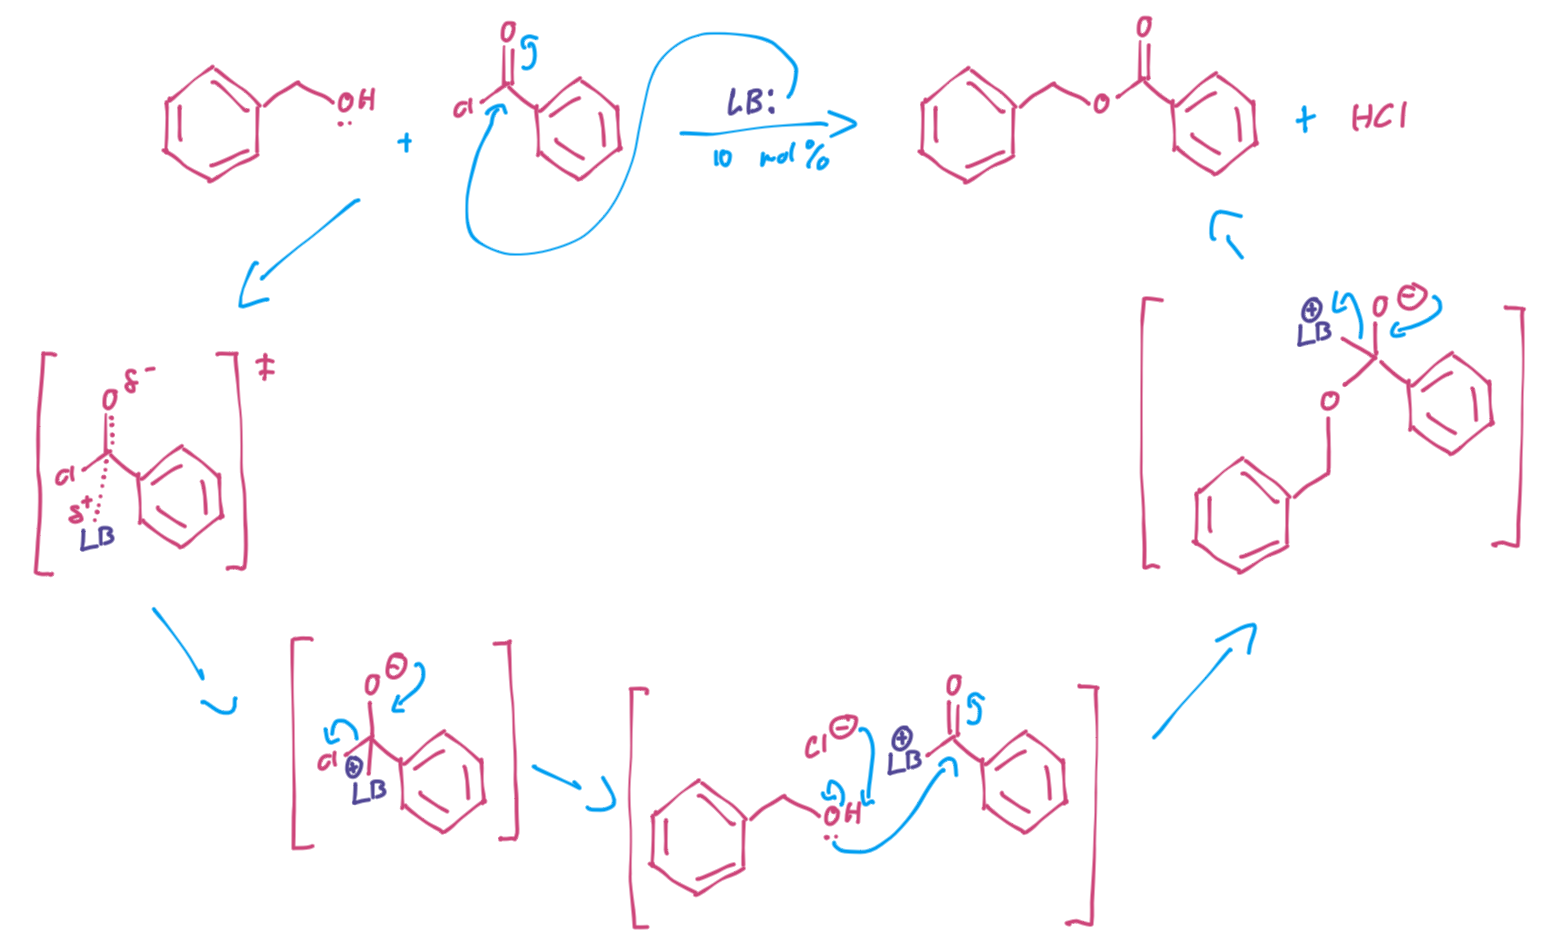 OH
+
O
Cl
LB:
10 mol %
O
O
+ HCl
‡
O δ-
Cl
δ+
LB
O ⊖
Cl
⊕
LB
Cl ⊖
OH
⊕
LB
O
⊕
LB
O ⊖
O